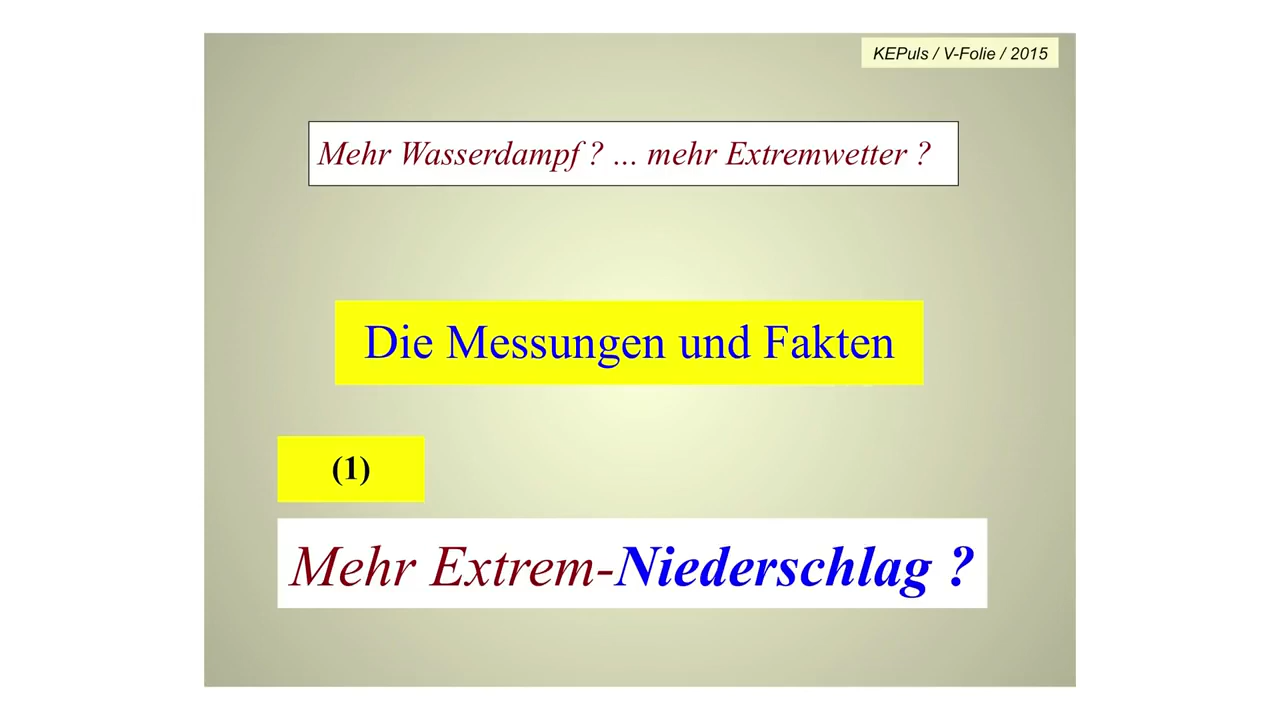 KEPuls / V-Folie / 2015
Mehr Wasserdampf ? ... mehr Extremwetter ?
Die Messungen und Fakten
(1)
Mehr Extrem-Niederschlag ?